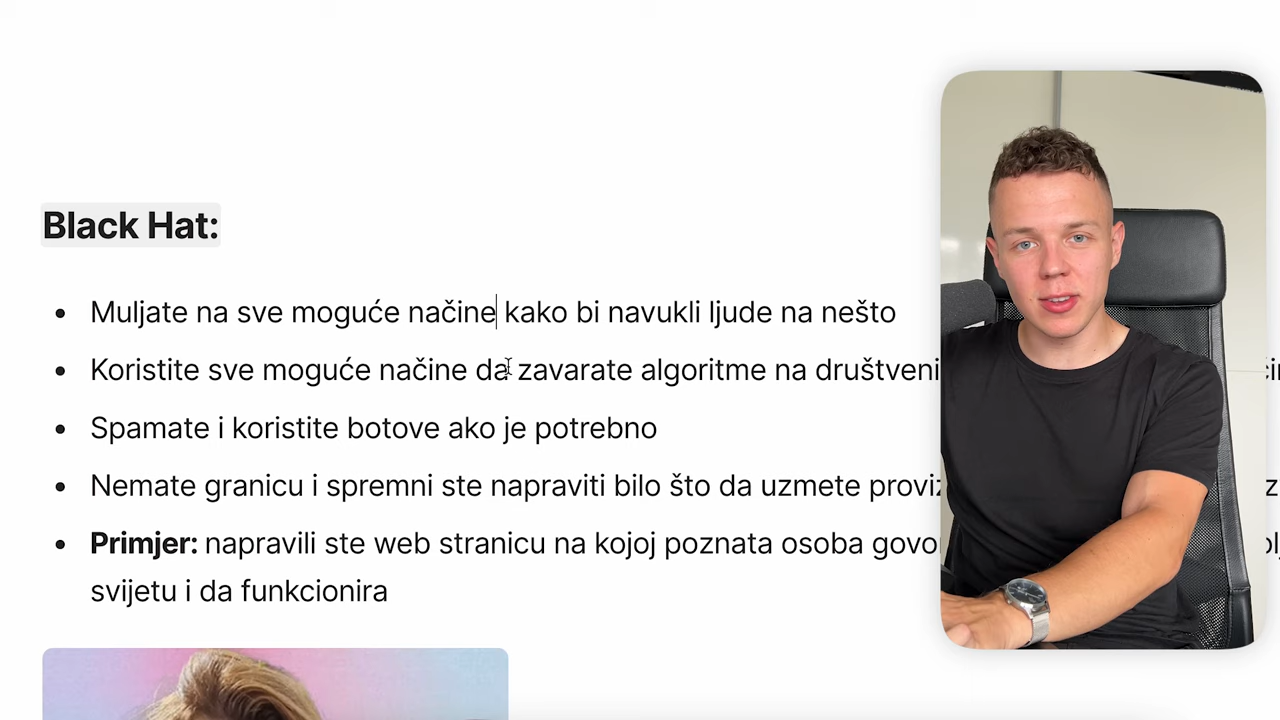 Black Hat:
Muljate na sve moguće načine kako bi navukli ljude na nešto
Koristite sve moguće načine da zavarate algoritme na društveni
Spamate i koristite botove ako je potrebno
Nemate granicu i spremni ste napraviti bilo što da uzmete
Primjer: napravili ste web stranicu na kojoj poznata osoba
svijetu i da funkcionira